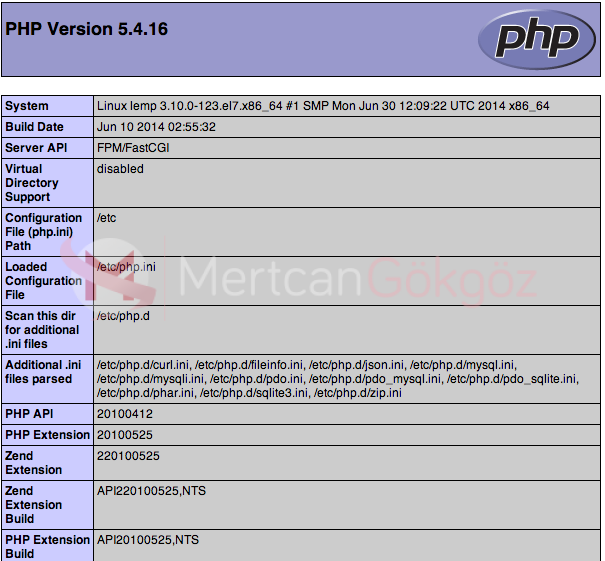 PHP Version 5.4.16
php
System Linux lemp 3.10.0-123.el7.x86_64 #1 SMP Mon Jun 30 12:09:22 UTC 2014 x86_64
Build Date Jun 10 2014 02:55:32
Server API FPM/FastCGI
Virtual disabled
Directory
Support
Configuration /etc
File (php.ini)
Path
Loaded /etc/php.ini
Configuration
File
MertcanGökgöz
Scan this dir /etc/php.d
for additional
.ini files
Additional .ini /etc/php.d/curl.ini, /etc/php.d/fileinfo.ini, /etc/php.d/json.ini, /etc/php.d/mysql.ini,
files parsed /etc/php.d/mysqli.ini, /etc/php.d/pdo.ini, /etc/php.d/pdo_mysql.ini, /etc/php.d/pdo_sqlite.ini,
/etc/php.d/phar.ini, /etc/php.d/sqlite3.ini, /etc/php.d/zip.ini
PHP API 20100412
PHP Extension 20100525
Zend 220100525
Extension
Zend API220100525,NTS
Extension
Build
PHP Extension API20100525,NTS
Build